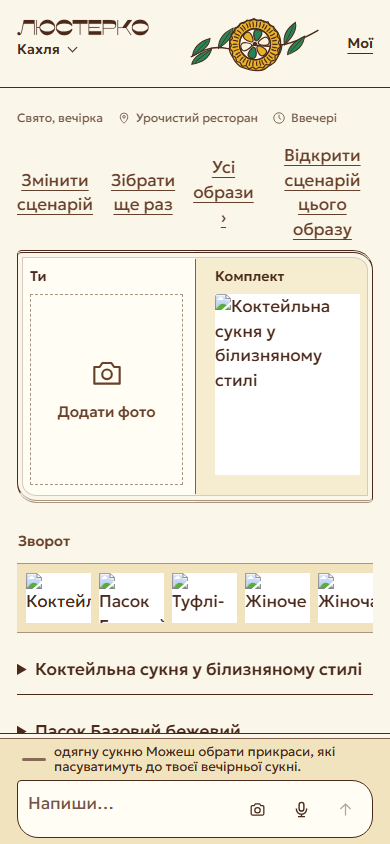 ЛЮСТЕРКО
Кахля
Мої
Свято, вечірка Урочистий ресторан Ввечері
Змінити сценарій
Зібрати ще раз
Усі образи ›
Відкрити сценарій цього образу
Ти
Комплект
Додати фото
Коктейльна
сукня у
білизняному
стилі
Зворот
Коктейл
Пасок
Туфлі-
Жіноче
Жіноча
Коктейльна сукня у білизняному стилі
Пасок Базовий бежевий
одягну сукню Можеш обрати прикраси, які
пасуватимуть до твоєї вечірньої сукні.
Напиши...